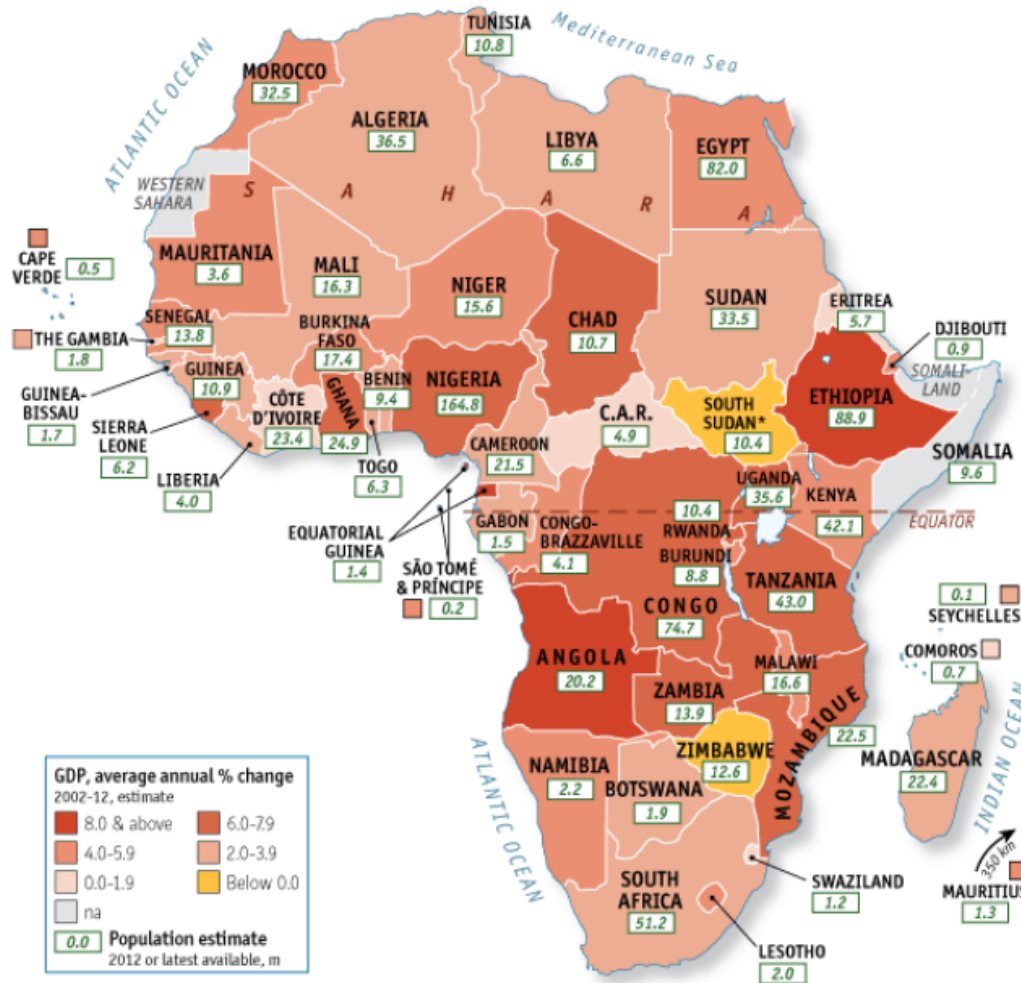 TUNISIA
10.8
Mediterranean Sea
ATLANTIC OCEAN
MOROCCO
32.5
ALGERIA
36.5
LIBYA
6.6
EGYPT
82.0
WESTERN
SAHARA
S A H A R A
CAPE
VERDE 0.5
MAURITANIA
3.6
MALI
16.3
NIGER
15.6
CHAD
10.7
SUDAN
33.5
ERITREA
5.7
DJIBOUTI
0.9
THE GAMBIA
1.8
SENEGAL
13.8
BURKINA
FASO
17.4
GUINEA
10.9
GUINEA-
BISSAU
1.7
SIERRA
LEONE
6.2
LIBERIA
4.0
CÔTE
D'IVOIRE
23.4
GHANA
24.9
BENIN
9.4
TOGO
6.3
NIGERIA
164.8
CAMEROON
21.5
C.A.R.
4.9
SOUTH
SUDAN*
10.4
ETHIOPIA
88.9
SOMALI-
LAND
SOMALIA
9.6
UGANDA
35.6
KENYA
42.1
EQUATOR
EQUATORIAL
GUINEA
1.4
SÃO TOMÉ
& PRÍNCIPE
0.2
GABON
1.5
CONGO-
BRAZZAVILLE
4.1
10.4
RWANDA
BURUNDI
8.8
CONGO
74.7
TANZANIA
43.0
0.1
SEYCHELLES
COMOROS
0.7
ANGOLA
20.2
ZAMBIA
13.9
MALAWI
16.6
MOZAMBIQUE
22.5
MADAGASCAR
22.4
INDIAN OCEAN
ATLANTIC OCEAN
NAMIBIA
2.2
BOTSWANA
1.9
ZIMBABWE
12.6
SOUTH
AFRICA
51.2
SWAZILAND
1.2
LESOTHO
2.0
350 km
MAURITIUS
1.3
GDP, average annual % change
2002-12, estimate
8.0 & above 6.0-7.9
4.0-5.9 2.0-3.9
0.0-1.9 Below 0.0
na
0.0 Population estimate
2012 or latest available, m